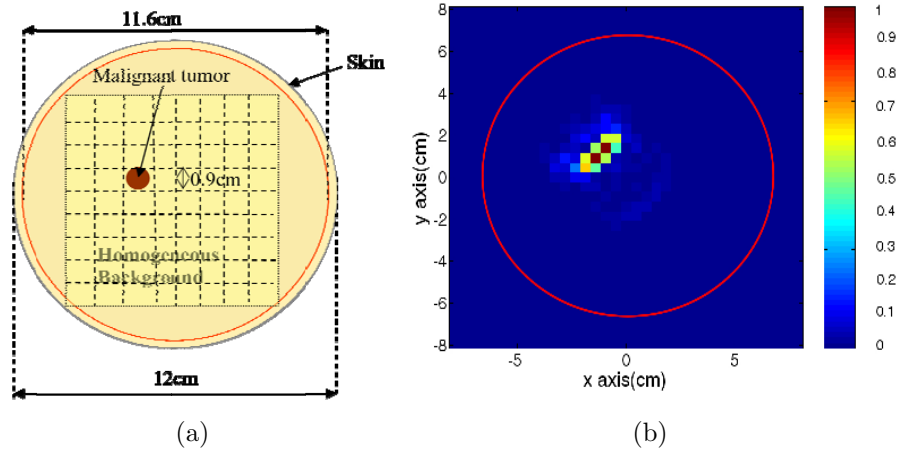 11.6cm
Skin
Malignant tumor
0.9cm
Homogeneous
Background
12cm
(a)
8
6
4
2
0
-2
-4
-6
-8
y axis(cm)
-5
0
5
x axis(cm)
1
0.9
0.8
0.7
0.6
0.5
0.4
0.3
0.2
0.1
0
(b)